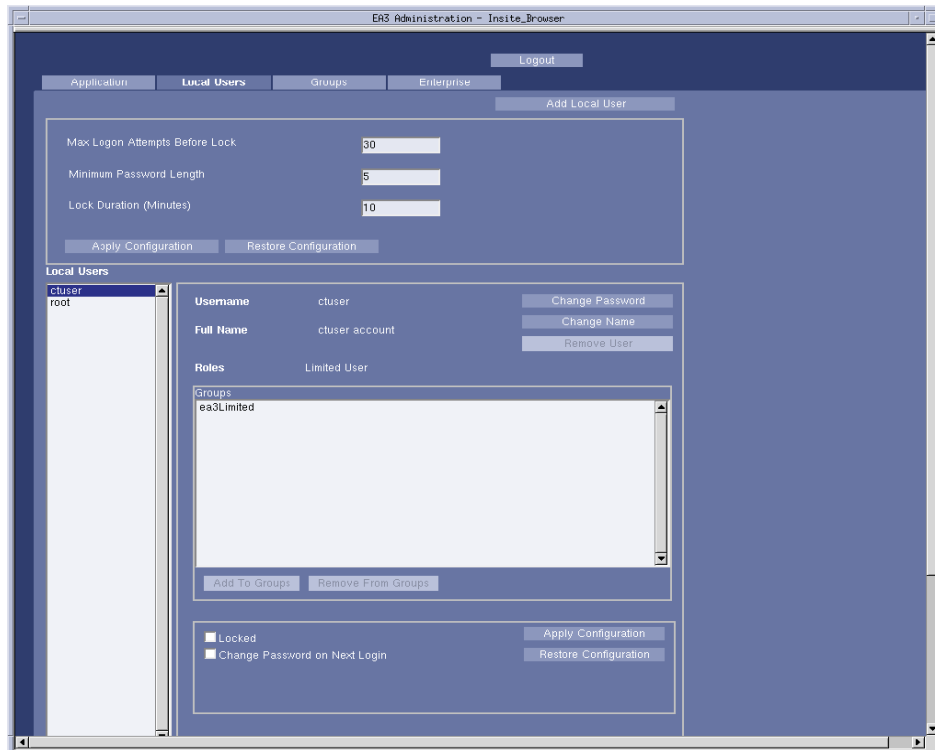 EA3 Administration - Insite_Browser
Logout
Application Local Users Groups Enterprise
Add Local User
Max Logon Attempts Before Lock 30
Minimum Password Length 5
Lock Duration (Minutes) 10
Apply Configuration Restore Configuration
Local Users
ctuser
root
Username ctuser Change Password
Full Name ctuser account Change Name
Remove User
Roles Limited User
Groups
ea3Limited
Add To Groups Remove From Groups
Locked Apply Configuration
Change Password on Next Login Restore Configuration